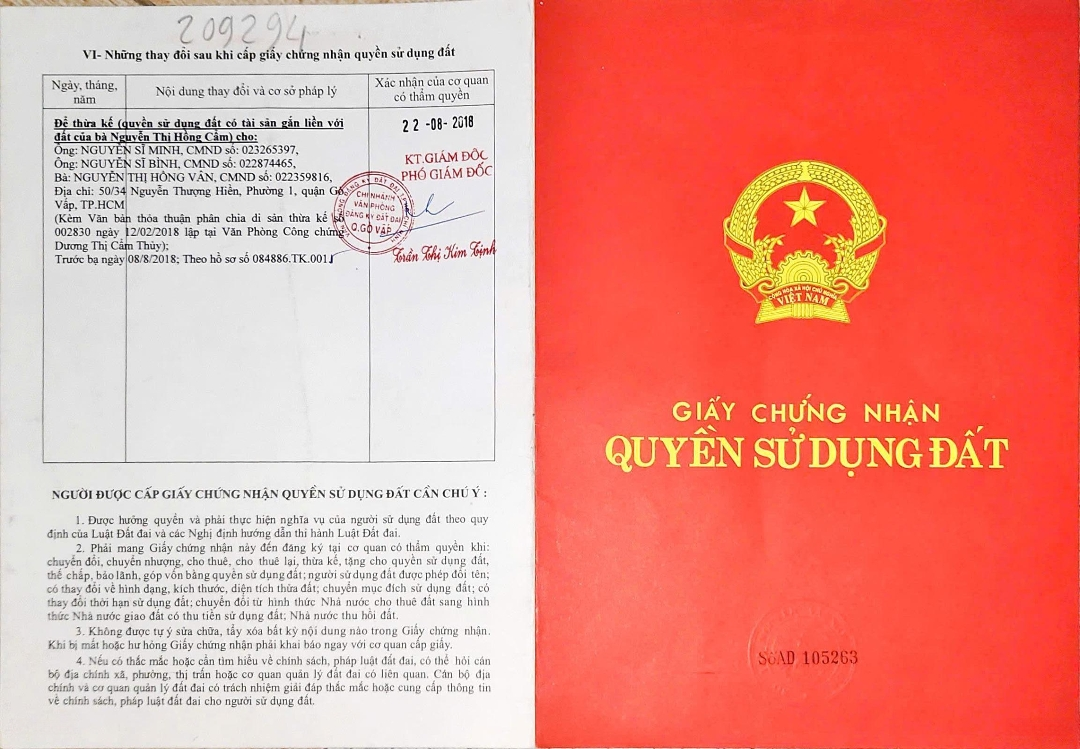 209294
VI- Những thay đổi sau khi cấp giấy chứng nhận quyền sử dụng đất
Ngày, tháng, năm
Nội dung thay đổi và cơ sở pháp lý
Xác nhận của cơ quan có thẩm quyền
Để thừa kế (quyền sử dụng đất có tài sản gắn liền với
đất của bà Nguyễn Thị Hồng Cẩm) cho:
Ông: NGUYỄN SĨ MINH, CMND số: 023265397,
Ông: NGUYỄN SĨ BÌNH, CMND số: 022874465,
Bà: NGUYỄN THỊ HỒNG VÂN, CMND số: 022359816,
Địa chỉ: 50/34 Nguyễn Thượng Hiền, Phường 1, quận Gò
Vấp, TP.HCM
(Kèm Văn bản thỏa thuận phân chia di sản thừa kế số
002830 ngày 12/02/2018 lập tại Văn Phòng Công chứng
Dương Thị Cẩm Thủy);
Trước bạ ngày 08/8/2018; Theo hồ sơ số 084886.TK.001
22 -08- 2018
KT.GIÁM ĐỐC
PHÓ GIÁM ĐỐC
CHI NHÁNH
VĂN PHÒNG
ĐĂNG KÝ ĐẤT ĐAI
Q.GÒ VẤP
Trần Thị Kim Tịnh
NGƯỜI ĐƯỢC CẤP GIẤY CHỨNG NHẬN QUYỀN SỬ DỤNG ĐẤT CẦN CHÚ Ý :
1. Được hưởng quyền và phải thực hiện nghĩa vụ của người sử dụng đất theo quy
định của Luật Đất đai và các Nghị định hướng dẫn thi hành Luật Đất đai.
2. Phải mang Giấy chứng nhận này đến đăng ký tại cơ quan có thẩm quyền khi:
chuyển đổi, chuyển nhượng, cho thuê, cho thuê lại, thừa kế, tặng cho quyền sử dụng đất,
thế chấp, bảo lãnh, góp vốn bằng quyền sử dụng đất; người sử dụng đất được phép đổi tên;
có thay đổi về hình dạng, kích thước, diện tích thửa đất; chuyển mục đích sử dụng đất; có
thay đổi thời hạn sử dụng đất; chuyển đổi từ hình thức Nhà nước cho thuê đất sang hình
thức Nhà nước giao đất có thu tiền sử dụng đất; Nhà nước thu hồi đất.
3. Không được tự ý sửa chữa, tẩy xóa bất kỳ nội dung nào trong Giấy chứng nhận.
Khi bị mất hoặc hư hỏng Giấy chứng nhận phải khai báo ngay với cơ quan cấp giấy.
4. Nếu có thắc mắc hoặc cần tìm hiểu về chính sách, pháp luật đất đai, có thể hỏi cán
bộ địa chính xã, phường, thị trấn hoặc cơ quan quản lý đất đai có liên quan. Cán bộ địa
chính và cơ quan quản lý đất đai có trách nhiệm giải đáp thắc mắc hoặc cung cấp thông tin
về chính sách, pháp luật đất đai cho người sử dụng đất.
CỘNG HÒA XÃ HỘI CHỦ NGHĨA
VIỆT NAM
GIẤY CHỨNG NHẬN
QUYỀN SỬ DỤNG ĐẤT
SốAD 105263